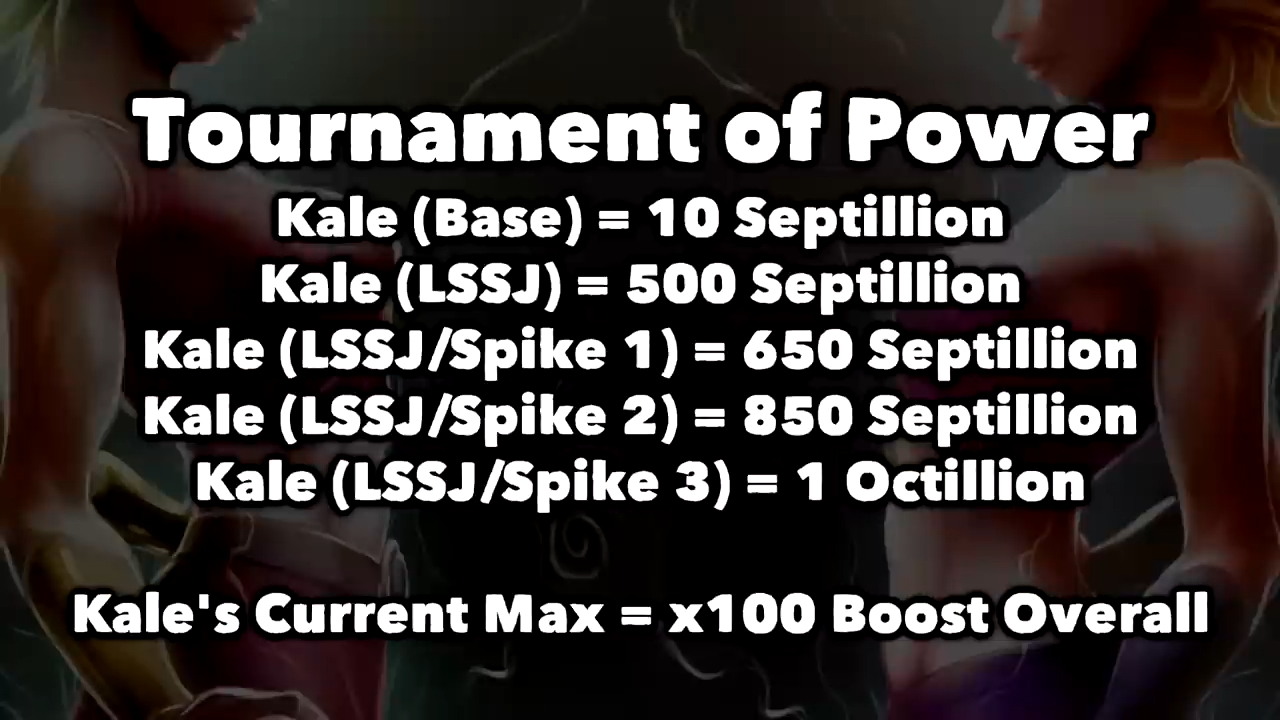 Tournament of Power
Kale (Base) = 10 Septillion
Kale (LSSJ) = 500 Septillion
Kale (LSSJ/Spike 1) = 650 Septillion
Kale (LSSJ/Spike 2) = 850 Septillion
Kale (LSSJ/Spike 3) = 1 Octillion
Kale's Current Max = x100 Boost Overall